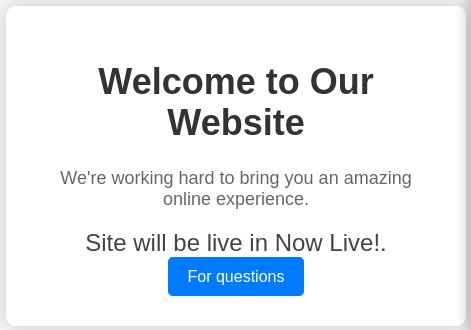 Welcome to Our
Website
We're working hard to bring you an amazing
online experience.
Site will be live in Now Live!.
For questions